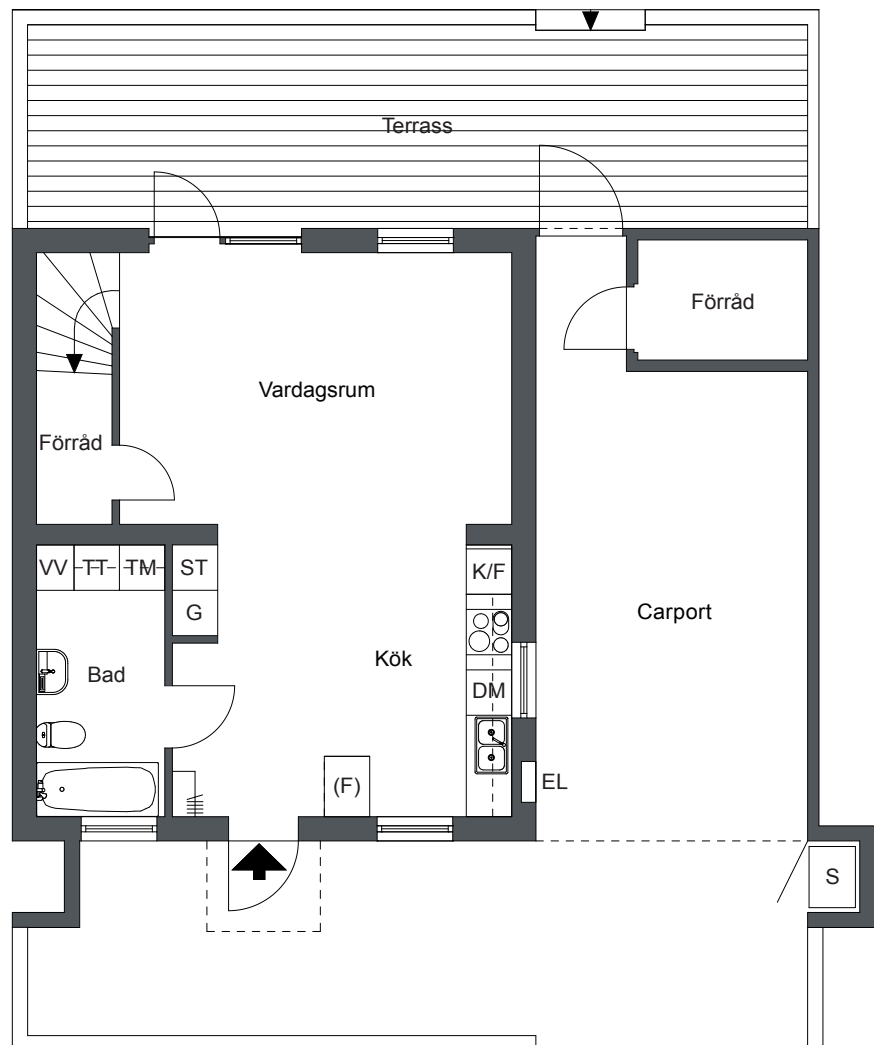 Terrass
Förråd
Vardagsrum
Förråd
VV TT TM ST K/F
G
Carport
Kök
Bad
DM
(F)
EL
S